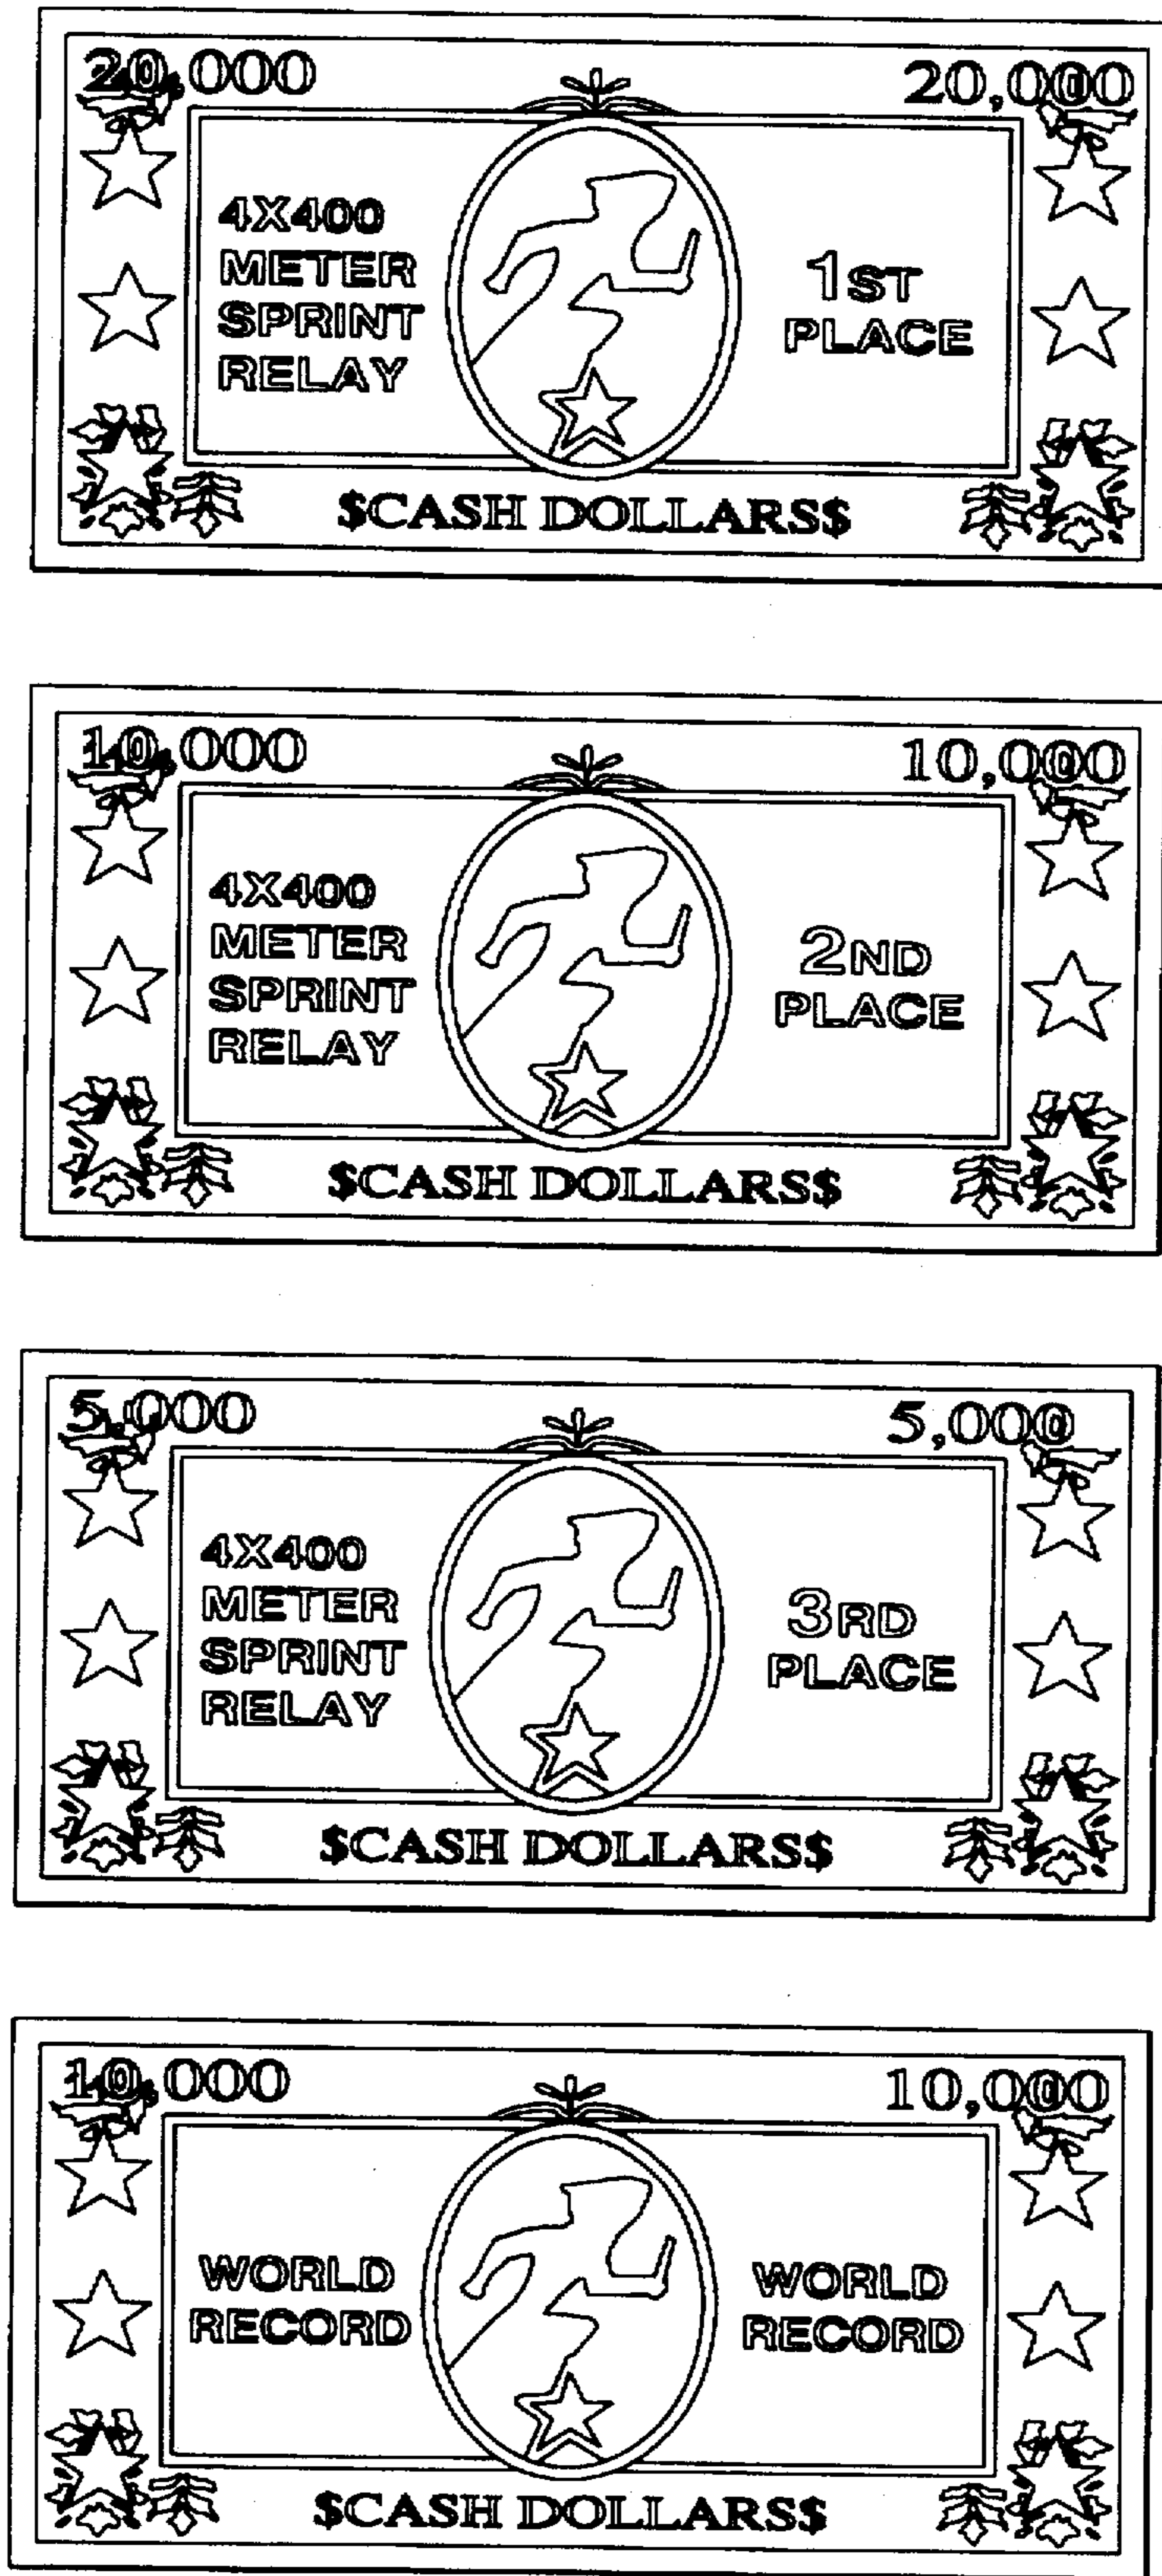 20,000 20,000
4X400
METER
SPRINT
RELAY
1ST
PLACE
$CASH DOLLARS$
10,000 10,000
4X400
METER
SPRINT
RELAY
2ND
PLACE
$CASH DOLLARS$
5,000 5,000
4X400
METER
SPRINT
RELAY
3RD
PLACE
$CASH DOLLARS$
10,000 10,000
WORLD
RECORD
WORLD
RECORD
$CASH DOLLARS$